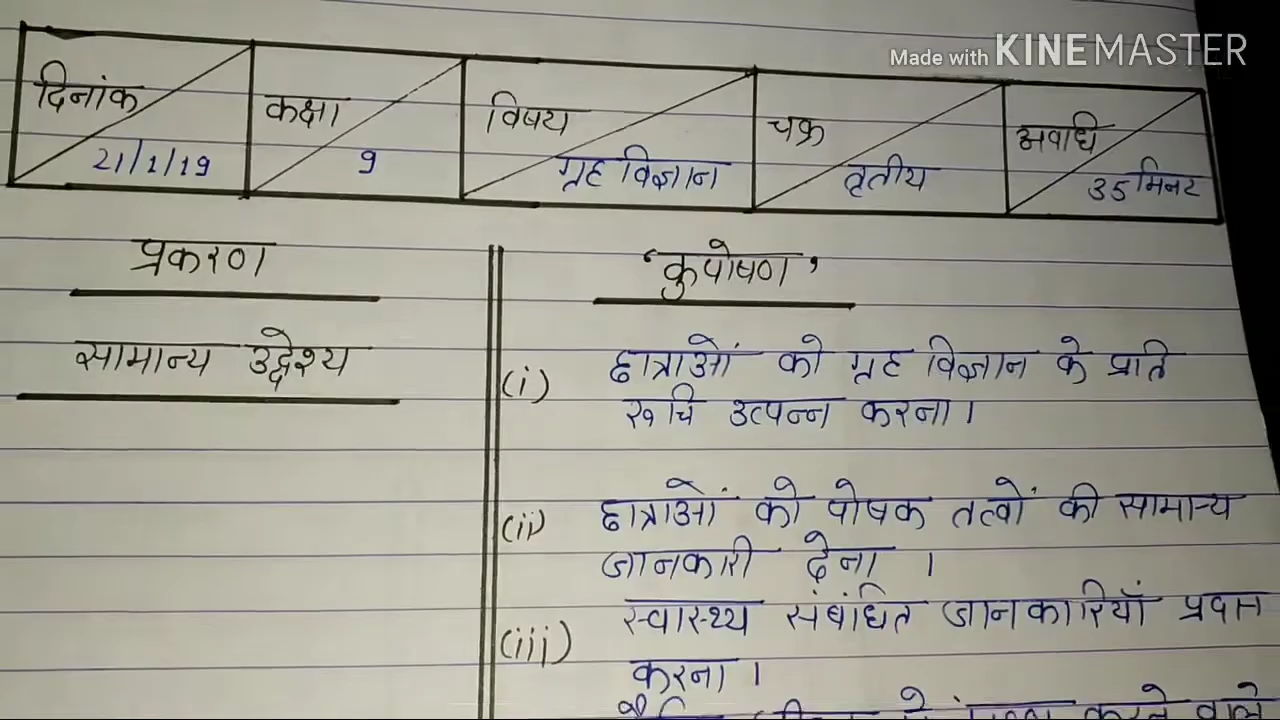 Made with KINEMASTER
दिनांक 21/1/19 कक्षा 9 विषय गृह विज्ञान चक्र तृतीय अवधि 35 मिनट
प्रकरण 'कुपोषण'
सामान्य उद्देश्य (i) छात्राओं को गृह विज्ञान के प्रति
रुचि उत्पन्न करना।
(ii) छात्राओं को पोषक तत्वों की सामान्य
जानकारी देना ।
(iii) स्वास्थ्य संबंधित जानकारियाँ प्रदान
करना ।
करने वाले